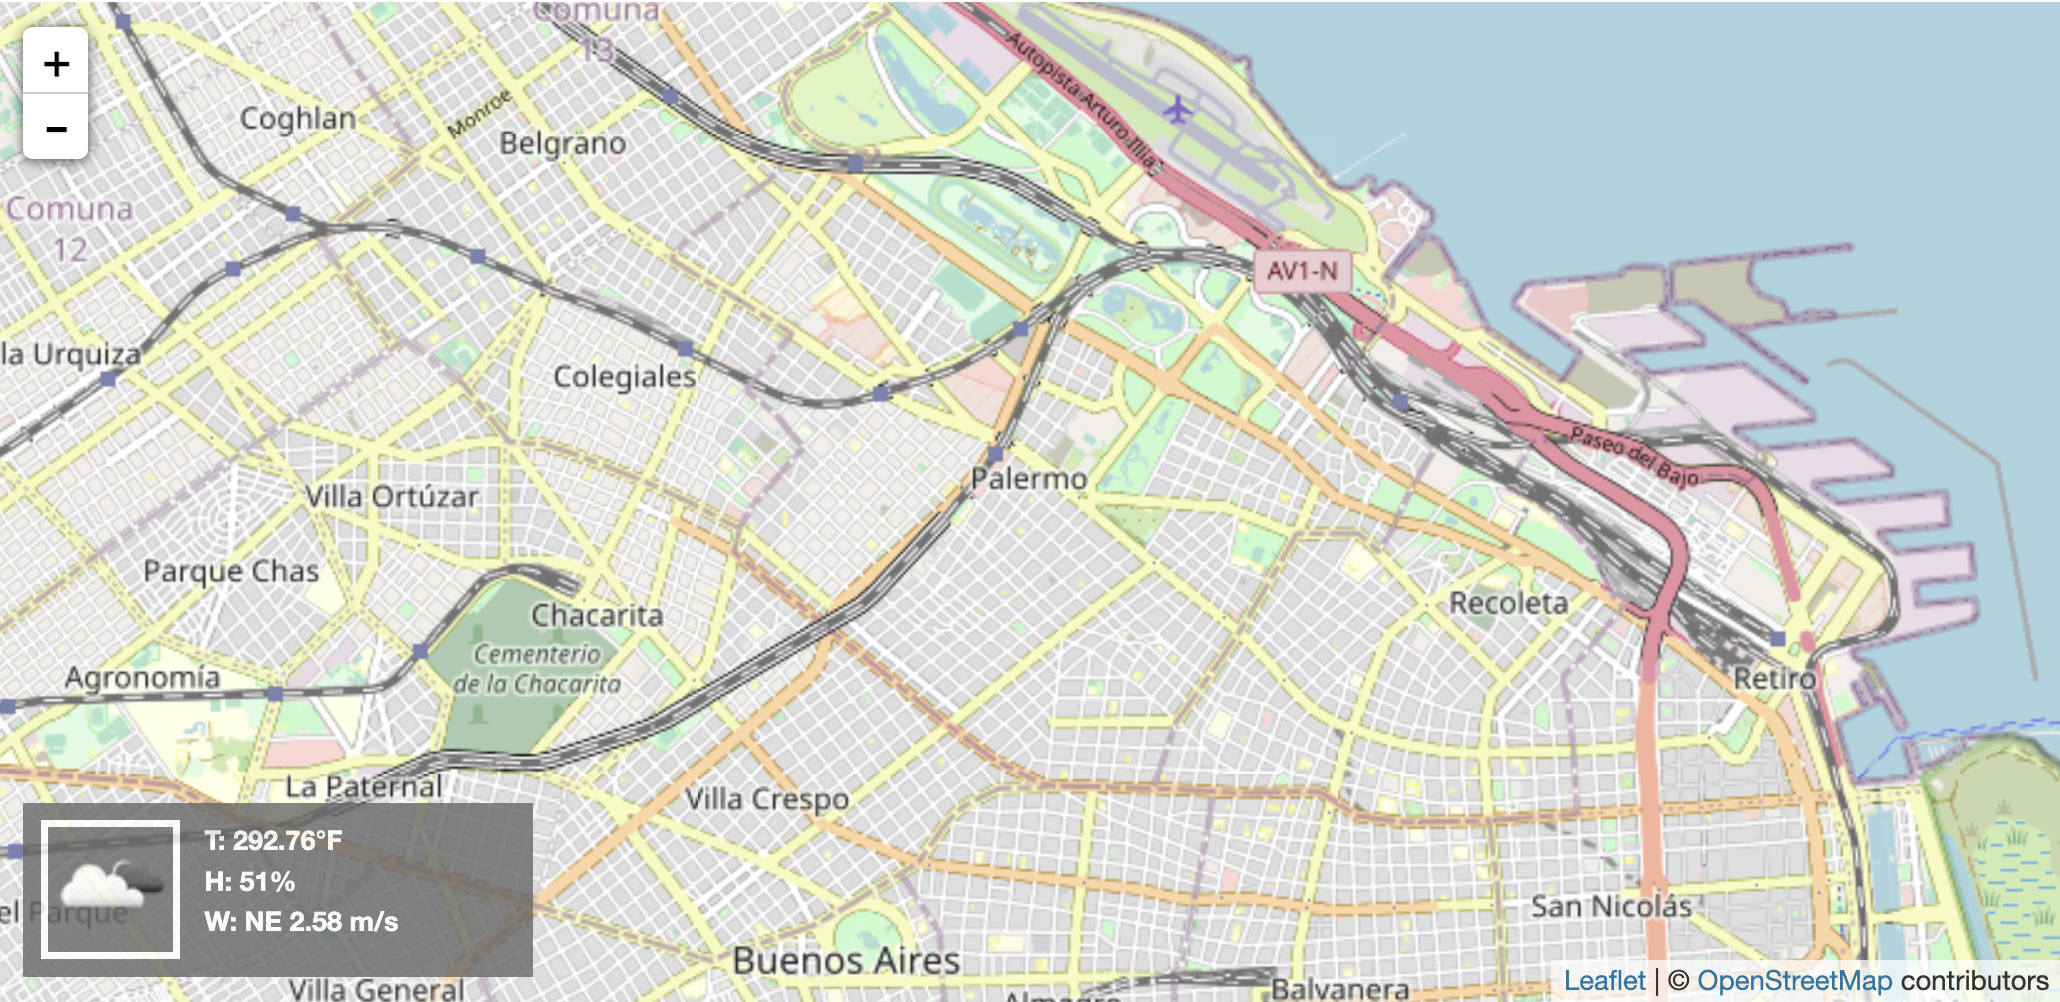 Comuna
13
+
-
Autopista Arturo Illia
Coghlan
Monroe
Belgrano
Comuna
12
AV1-N
la Urquiza
Colegiales
Paseo del Bajo
Palermo
Villa Ortúzar
Parque Chas
Chacarita
Recoleta
Cementerio
de la Chacarita
Agronomía
Retiro
La Paternal
Villa Crespo
T: 292.76°F
H: 51%
W: NE 2.58 m/s
el Parque
San Nicolás
Buenos Aires
Villa General
Almagro
Balvanera
Leaflet | © OpenStreetMap contributors